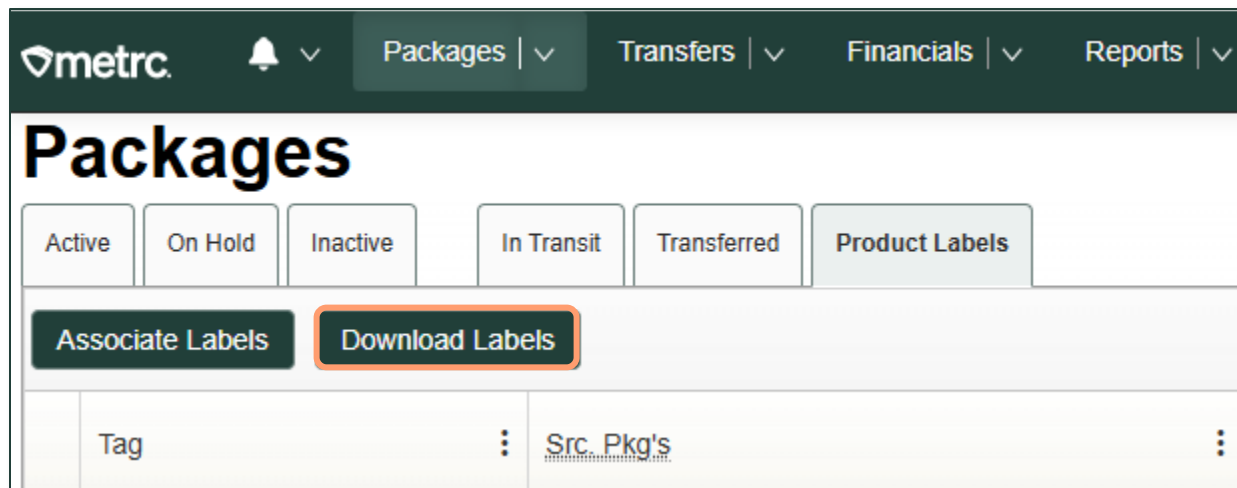 metrc. Packages Transfers Financials Reports
Packages
Active On Hold Inactive In Transit Transferred Product Labels
Associate Labels Download Labels
Tag Src. Pkg's